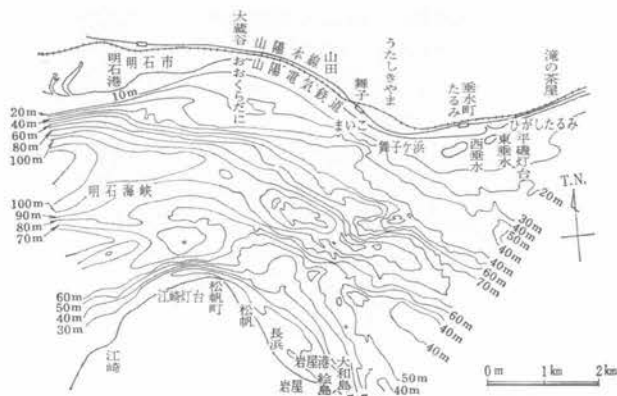 大蔵谷
山陽本線
山田
うたしきやま
滝の茶屋
明石市
明石港
山陽電気鉄道
舞子
垂水町
たるみ
10m
おおくらだに
まいこ
ひがしたるみ
舞子ケ浜
西垂水
東垂水
平磯灯台
20m
40m
60m
80m
100m
明石海峡
20m
T.N.
30m
40m
50m
40m
40m
60m
70m
100m
90m
80m
70m
60m
50m
40m
30m
江崎灯台
松帆町
松帆
長浜
60m
40m
40m
江崎
岩屋港
岩屋
絵島
大和島
50m
40m
0m 1km 2km